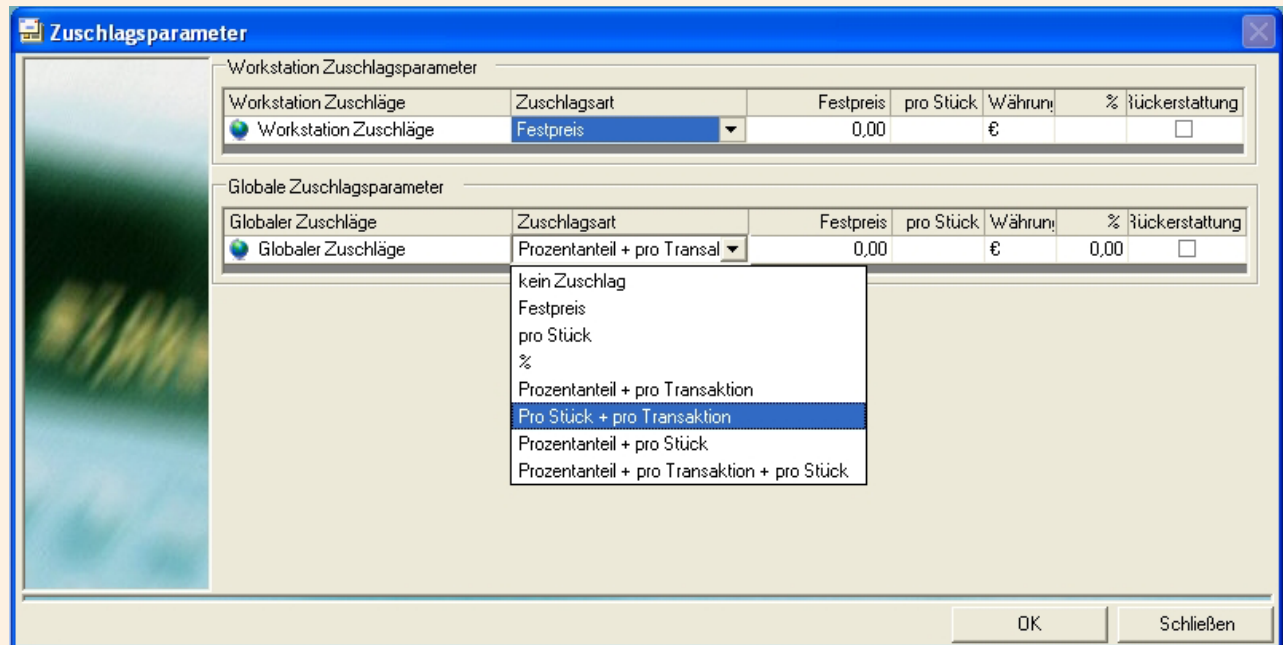 Zuschlagsparameter
Workstation Zuschlagsparameter
Workstation Zuschläge Zuschlagsart Festpreis pro Stück Währun % Rückerstattung
Workstation Zuschläge Festpreis 0,00 €
Globale Zuschlagsparameter
Globaler Zuschläge Zuschlagsart Festpreis pro Stück Währun % Rückerstattung
Globaler Zuschläge Prozentanteil + pro Transal 0,00 € 0,00
kein Zuschlag
Festpreis
pro Stück
%
Prozentanteil + pro Transaktion
Pro Stück + pro Transaktion
Prozentanteil + pro Stück
Prozentanteil + pro Transaktion + pro Stück
OK Schließen